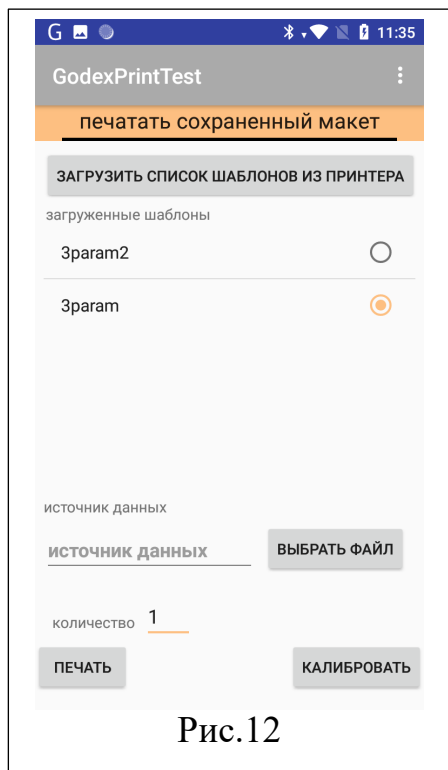 G 11:35
GodexPrintTest
печатать сохраненный макет
ЗАГРУЗИТЬ СПИСОК ШАБЛОНОВ ИЗ ПРИНТЕРА
загруженные шаблоны
3param2
3param
источник данных
источник данных ВЫБРАТЬ ФАЙЛ
количество 1
ПЕЧАТЬ КАЛИБРОВАТЬ
Рис.12